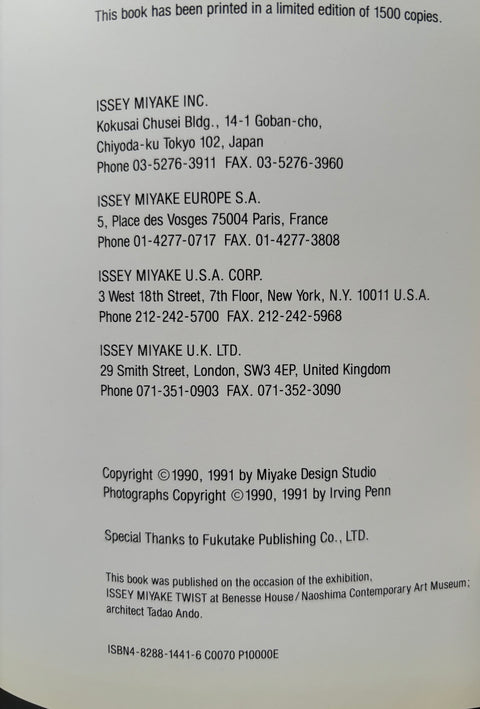 This book has been printed in a limited edition of 1500 copies.
ISSEY MIYAKE INC.
Kokusai Chusei Bldg., 14-1 Goban-cho,
Chiyoda-ku Tokyo 102, Japan
Phone 03-5276-3911 FAX. 03-5276-3960
ISSEY MIYAKE EUROPE S.A.
5, Place des Vosges 75004 Paris, France
Phone 01-4277-0717 FAX. 01-4277-3808
ISSEY MIYAKE U.S.A. CORP.
3 West 18th Street, 7th Floor, New York, N.Y. 10011 U.S.A.
Phone 212-242-5700 FAX. 212-242-5968
ISSEY MIYAKE U.K. LTD.
29 Smith Street, London, SW3 4EP, United Kingdom
Phone 071-351-0903 FAX. 071-352-3090
Copyright ©1990, 1991 by Miyake Design Studio
Photographs Copyright ©1990, 1991 by Irving Penn
Special Thanks to Fukutake Publishing Co., LTD.
This book was published on the occasion of the exhibition,
ISSEY MIYAKE TWIST at Benesse House/Naoshima Contemporary Art Museum;
architect Tadao Ando.
ISBN4-8288-1441-6 C0070 P10000E